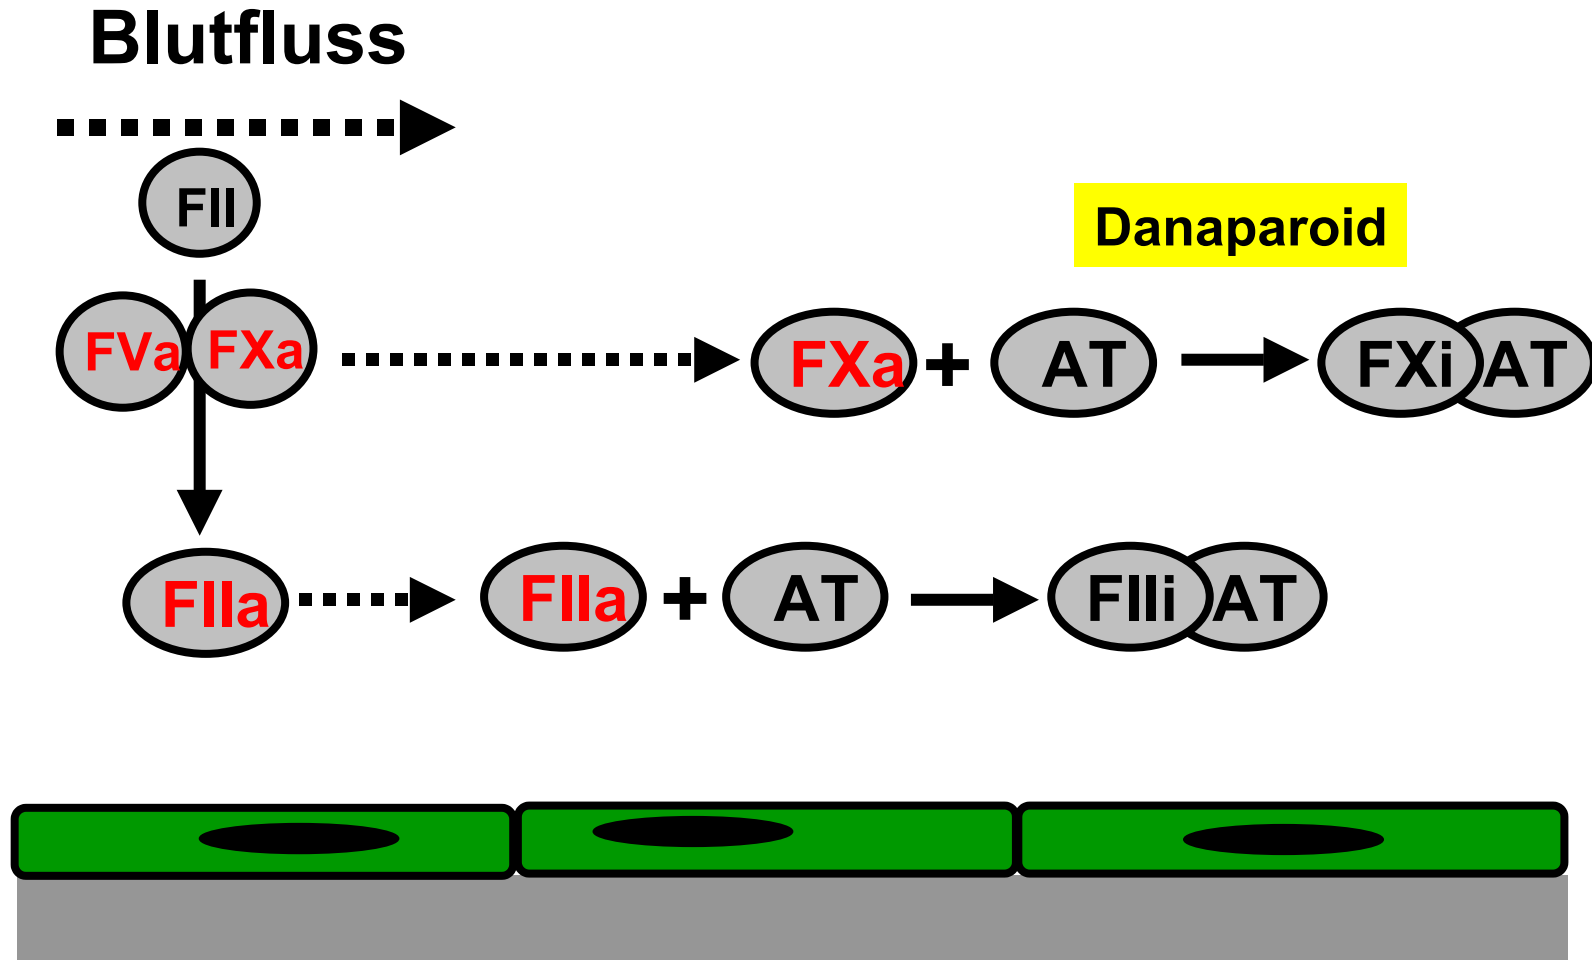 Blutfluss
FII
Danaparoid
FVa FXa FXa + AT FXi AT
FIIa FIIa + AT FIIi AT